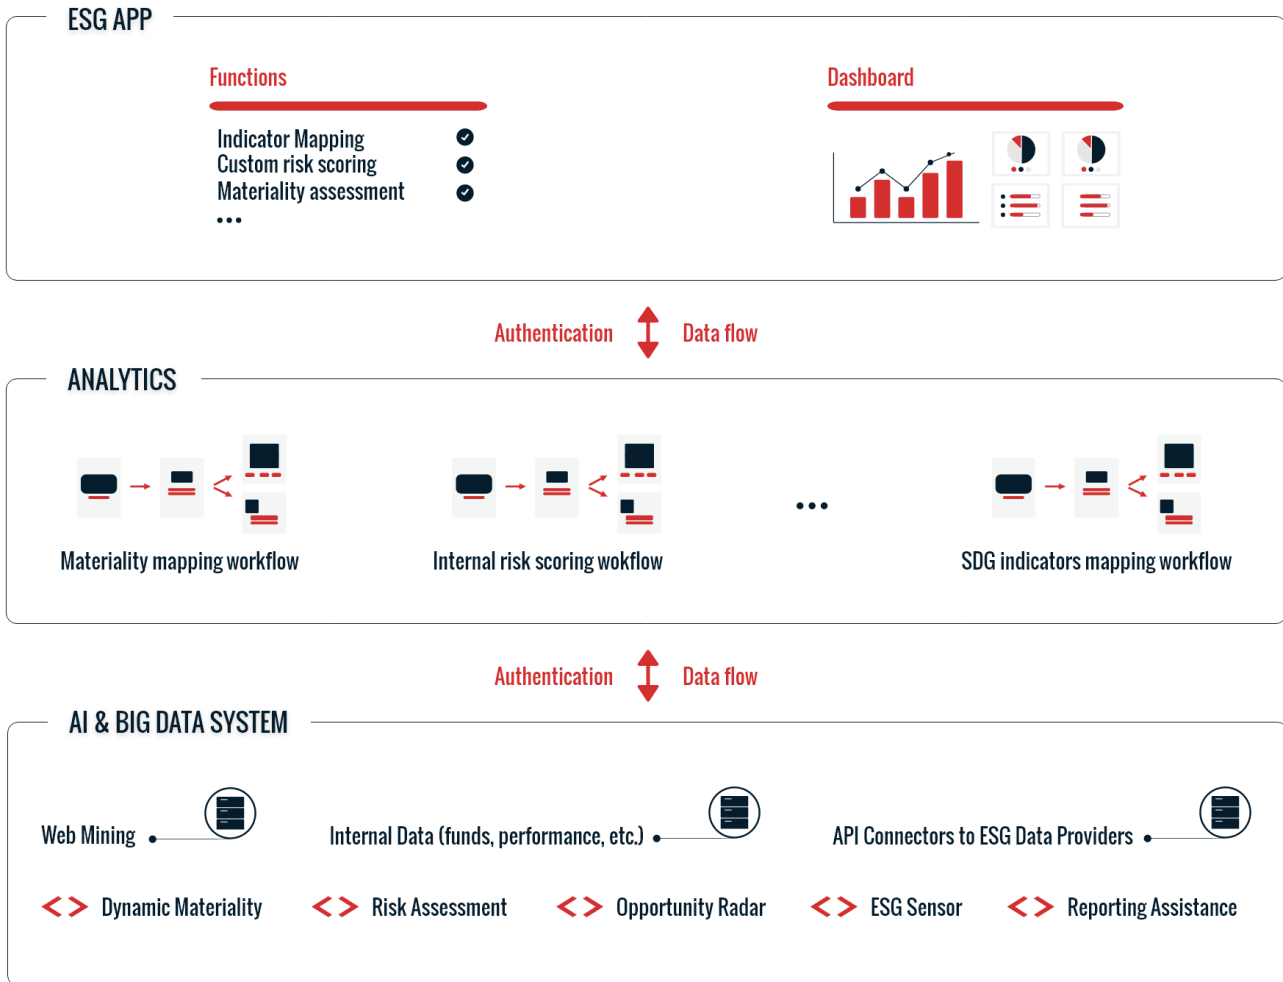 ESG APP
Functions
Dashboard
Indicator Mapping
Custom risk scoring
Materiality assessment
...
Authentication
Data flow
ANALYTICS
...
Materiality mapping workflow
Internal risk scoring wokflow
SDG indicators mapping workflow
Authentication
Data flow
AI & BIG DATA SYSTEM
Web Mining
Internal Data (funds, performance, etc.)
API Connectors to ESG Data Providers
<> Dynamic Materiality
<> Risk Assessment
<> Opportunity Radar
<> ESG Sensor
<> Reporting Assistance